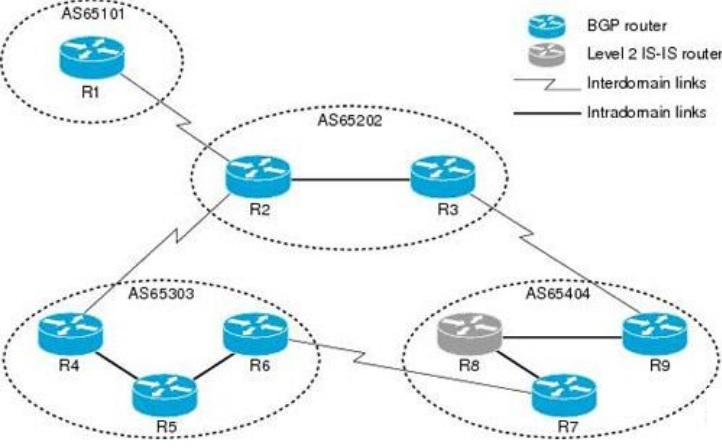 AS65101
R1
BGP router
Level 2 IS-IS router
Interdomain links
Intradomain links
AS65202
R2
R3
AS65303
R4
R6
R5
AS65404
R8
R9
R7